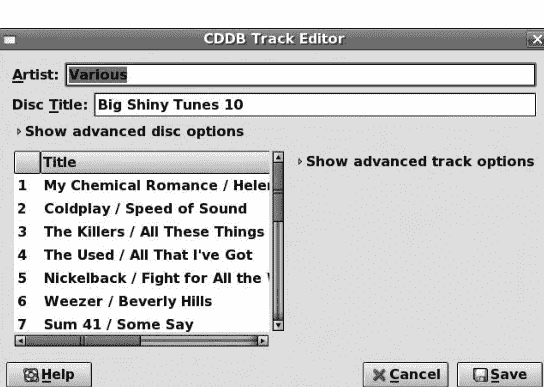 CDDB Track Editor
Artist: Various
Disc Title: Big Shiny Tunes 10
Show advanced disc options
Title
Show advanced track options
1 My Chemical Romance / Helen
2 Coldplay / Speed of Sound
3 The Killers / All These Things
4 The Used / All That I've Got
5 Nickelback / Fight for All the
6 Weezer / Beverly Hills
7 Sum 41 / Some Say
Help Cancel Save